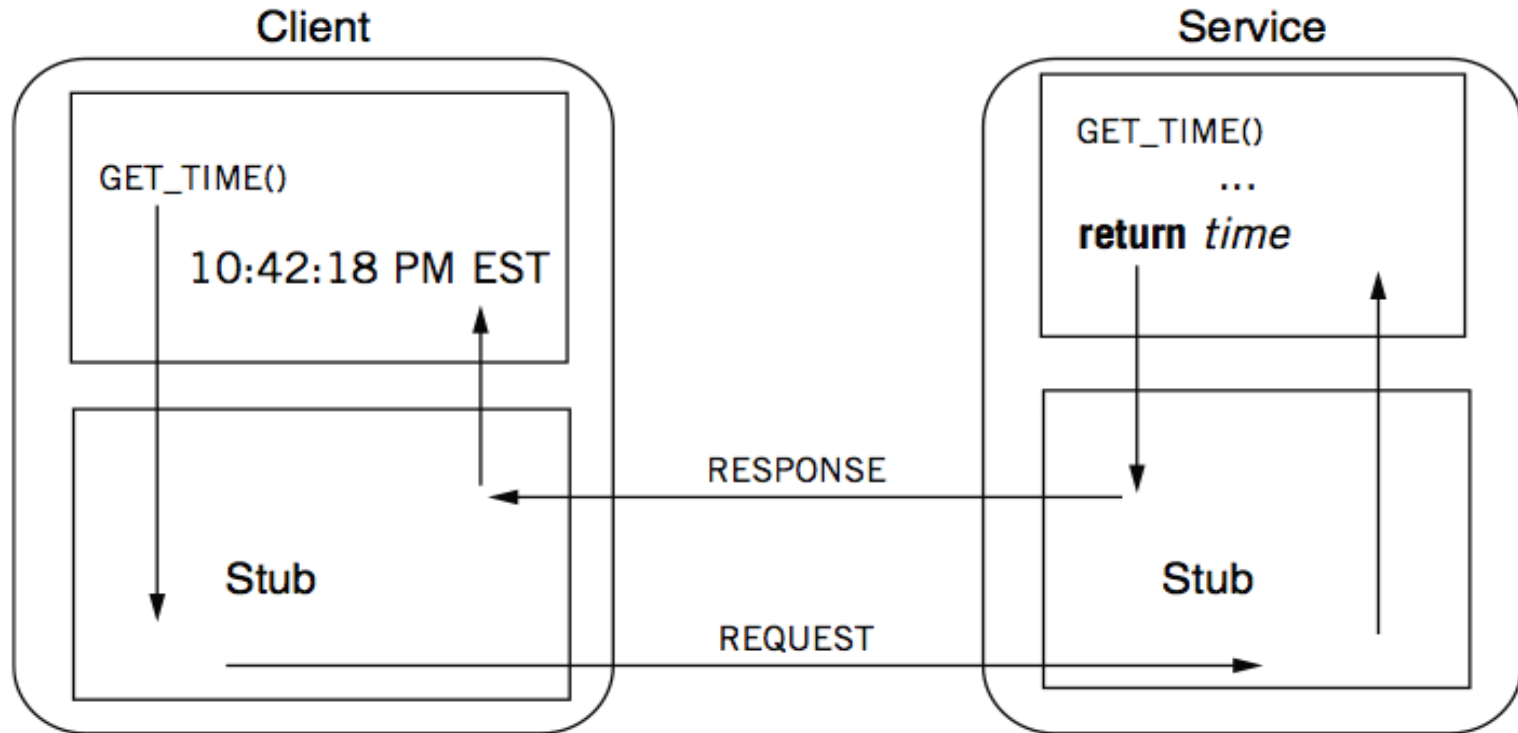 Client
GET_TIME()
10:42:18 PM EST
Stub
RESPONSE
REQUEST
Service
GET_TIME()
...
return time
Stub